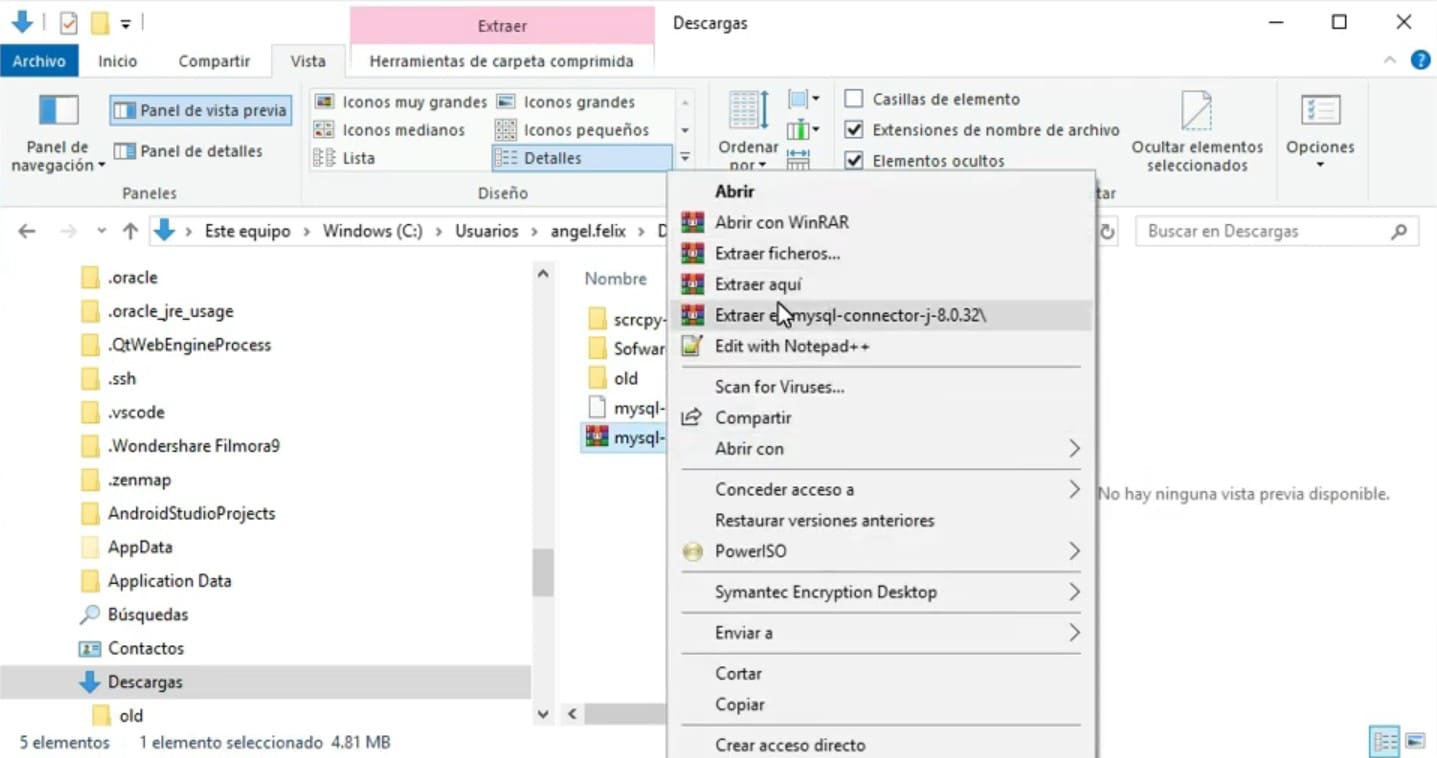 Extraer
Descargas
Archivo
Inicio
Compartir
Vista
Herramientas de carpeta comprimida
Panel de navegación
Panel de vista previa
Panel de detalles
Paneles
Iconos muy grandes
Iconos grandes
Iconos medianos
Iconos pequeños
Lista
Detalles
Diseño
Ordenar por
Casillas de elemento
Extensiones de nombre de archivo
Elementos ocultos
Ocultar elementos
seleccionados
Opciones
tar
Este equipo
Windows (C:)
Usuarios
angel.felix
D
Buscar en Descargas
.oracle
.oracle_jre_usage
.QtWebEngineProcess
.ssh
.vscode
.Wondershare Filmora9
.zenmap
AndroidStudioProjects
AppData
Application Data
Búsquedas
Contactos
Descargas
old
Nombre
scrcpy-
Sofwar
old
mysql-
mysql-
Abrir
Abrir con WinRAR
Extraer ficheros...
Extraer aquí
Extraer e mysql-connector-j-8.0.32\
Edit with Notepad++
Scan for Viruses...
Compartir
Abrir con
Conceder acceso a
Restaurar versiones anteriores
PowerISO
Symantec Encryption Desktop
Enviar a
Cortar
Copiar
Crear acceso directo
No hay ninguna vista previa disponible.
5 elementos
1 elemento seleccionado 4.81 MB